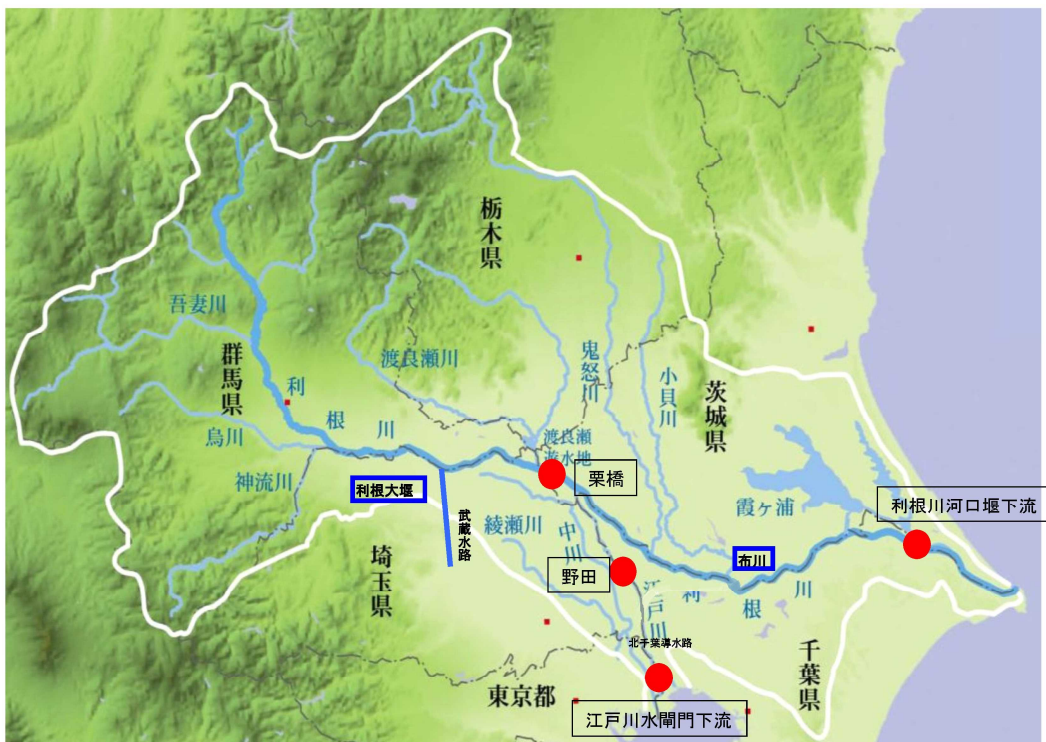 栃木県
吾妻川
群馬県
渡良瀬川
鬼怒川
小貝川
茨城県
利根川
烏川
渡良瀬
遊水地
神流川
利根大堰
栗橋
武蔵水路
綾瀬川
中川
霞ヶ浦
利根川河口堰下流
布川
埼玉県
野田
江戸川
利根川
北千葉導水路
千葉県
東京都
江戸川水閘門下流